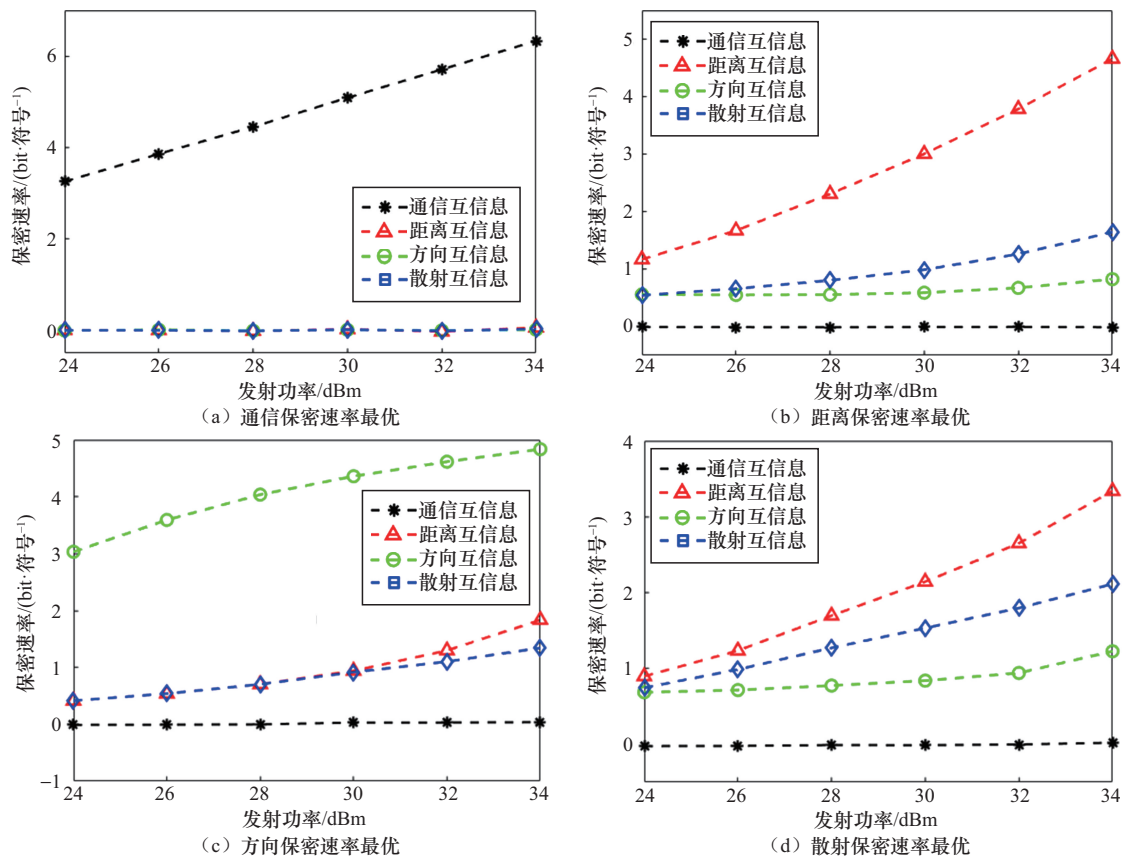 6
4
2
0
保密速率/(bit·符号⁻¹)
通信互信息
距离互信息
方向互信息
散射互信息
24 26 28 30 32 34
发射功率/dBm
（a）通信保密速率最优
5
4
3
2
1
0
保密速率/(bit·符号⁻¹)
通信互信息
距离互信息
方向互信息
散射互信息
24 26 28 30 32 34
发射功率/dBm
（b）距离保密速率最优
5
4
3
2
1
0
−1
保密速率/(bit·符号⁻¹)
通信互信息
距离互信息
方向互信息
散射互信息
24 26 28 30 32 34
发射功率/dBm
（c）方向保密速率最优
4
3
2
1
0
保密速率/(bit·符号⁻¹)
通信互信息
距离互信息
方向互信息
散射互信息
24 26 28 30 32 34
发射功率/dBm
（d）散射保密速率最优